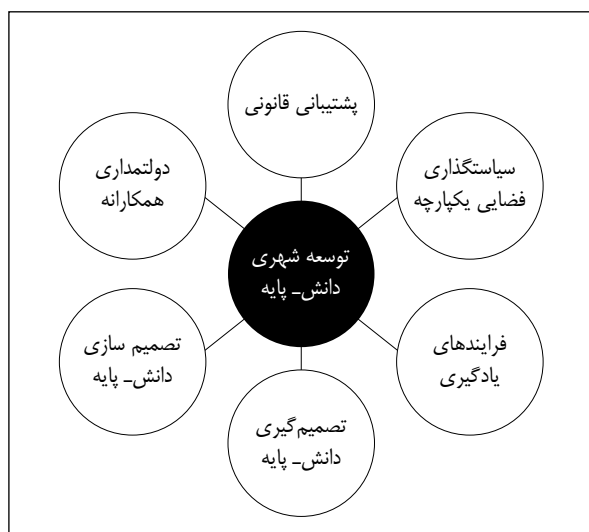 پشتیبانی قانونی
سیاستگذاری
فضایی یکپارچه
دولتمداری
همکارانه
توسعه شهری
دانش‌ـ پایه
فرایندهای
یادگیری
تصمیم سازی
دانش‌ـ پایه
تصمیم‌گیری
دانش‌ـ پایه